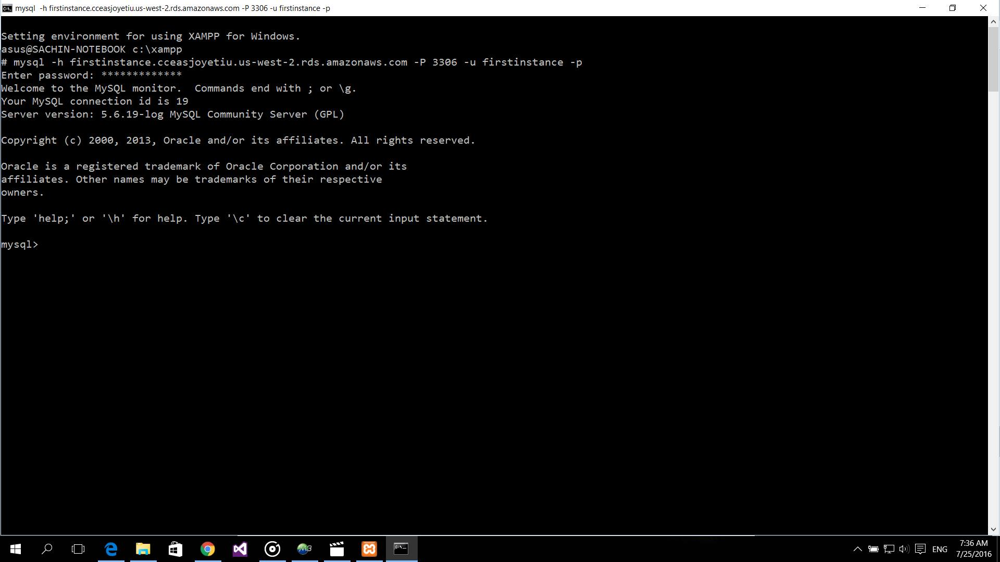 mysql  -h firstinstance.cceasjoyetiu.us-west-2.rds.amazonaws.com -P 3306 -u firstinstance -p
Setting environment for using XAMPP for Windows.
asus@SACHIN-NOTEBOOK c:\xampp
# mysql -h firstinstance.cceasjoyetiu.us-west-2.rds.amazonaws.com -P 3306 -u firstinstance -p
Enter password: *************
Welcome to the MySQL monitor.  Commands end with ; or \g.
Your MySQL connection id is 19
Server version: 5.6.19-log MySQL Community Server (GPL)
Copyright (c) 2000, 2013, Oracle and/or its affiliates. All rights reserved.
Oracle is a registered trademark of Oracle Corporation and/or its
affiliates. Other names may be trademarks of their respective
owners.
Type 'help;' or '\h' for help. Type '\c' to clear the current input statement.
mysql>
ENG
7:36 AM
7/25/2016